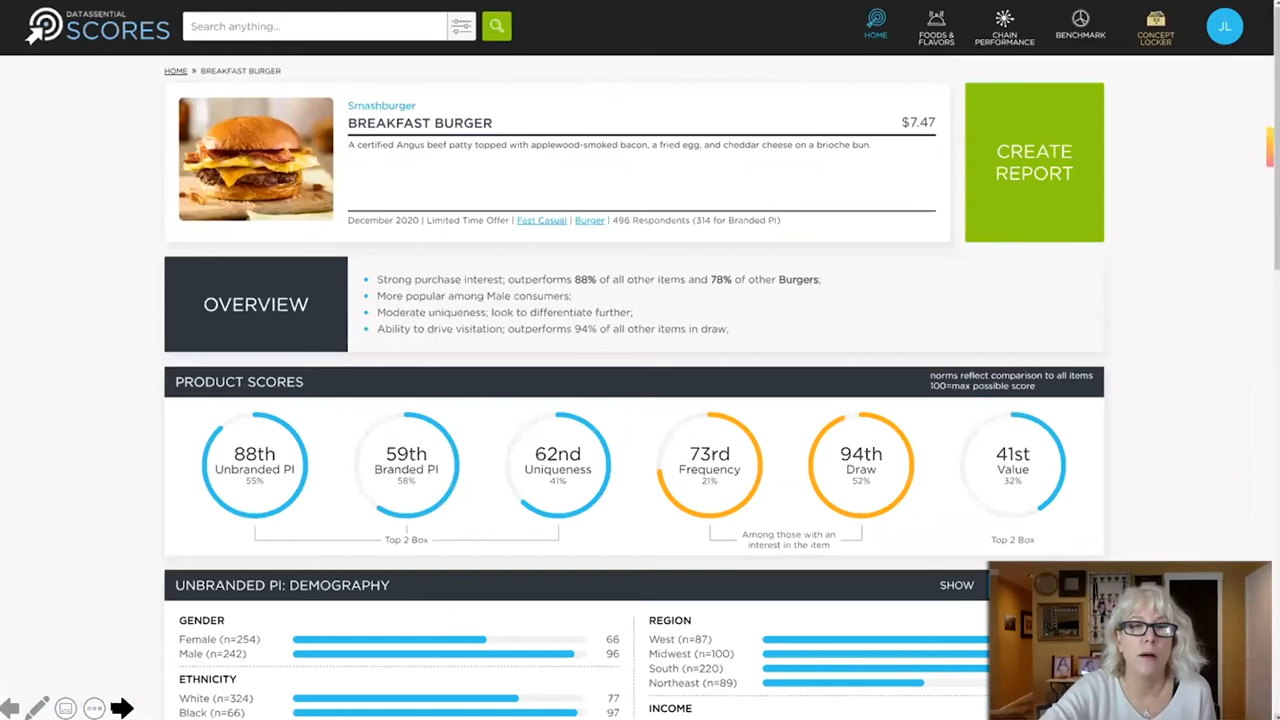 DATASSENTIAL
SCORES
Search anything...
HOME
FOODS &
FLAVORS
CHAIN
PERFORMANCE
BENCHMARK
CONCEPT
LOCKER
JL
HOME > BREAKFAST BURGER
Smashburger
BREAKFAST BURGER
$7.47
A certified Angus beef patty topped with applewood-smoked bacon, a fried egg, and cheddar cheese on a brioche bun.
December 2020 | Limited Time Offer | Fast Casual | Burger | 496 Respondents (314 for Branded PI)
CREATE
REPORT
OVERVIEW
• Strong purchase interest; outperforms 88% of all other items and 78% of other Burgers;
• More popular among Male consumers;
• Moderate uniqueness; look to differentiate further;
• Ability to drive visitation; outperforms 94% of all other items in draw;
PRODUCT SCORES
norms reflect comparison to all items
100=max possible score
88th
Unbranded PI
55%
59th
Branded PI
58%
62nd
Uniqueness
41%
73rd
Frequency
21%
94th
Draw
52%
41st
Value
32%
Top 2 Box
Among those with an
interest in the item
Top 2 Box
UNBRANDED PI: DEMOGRAPHY
SHOW
GENDER
Female (n=254) 66
Male (n=242) 96
ETHNICITY
White (n=324) 77
Black (n=66) 97
REGION
West (n=87)
Midwest (n=100)
South (n=220)
Northeast (n=89)
INCOME